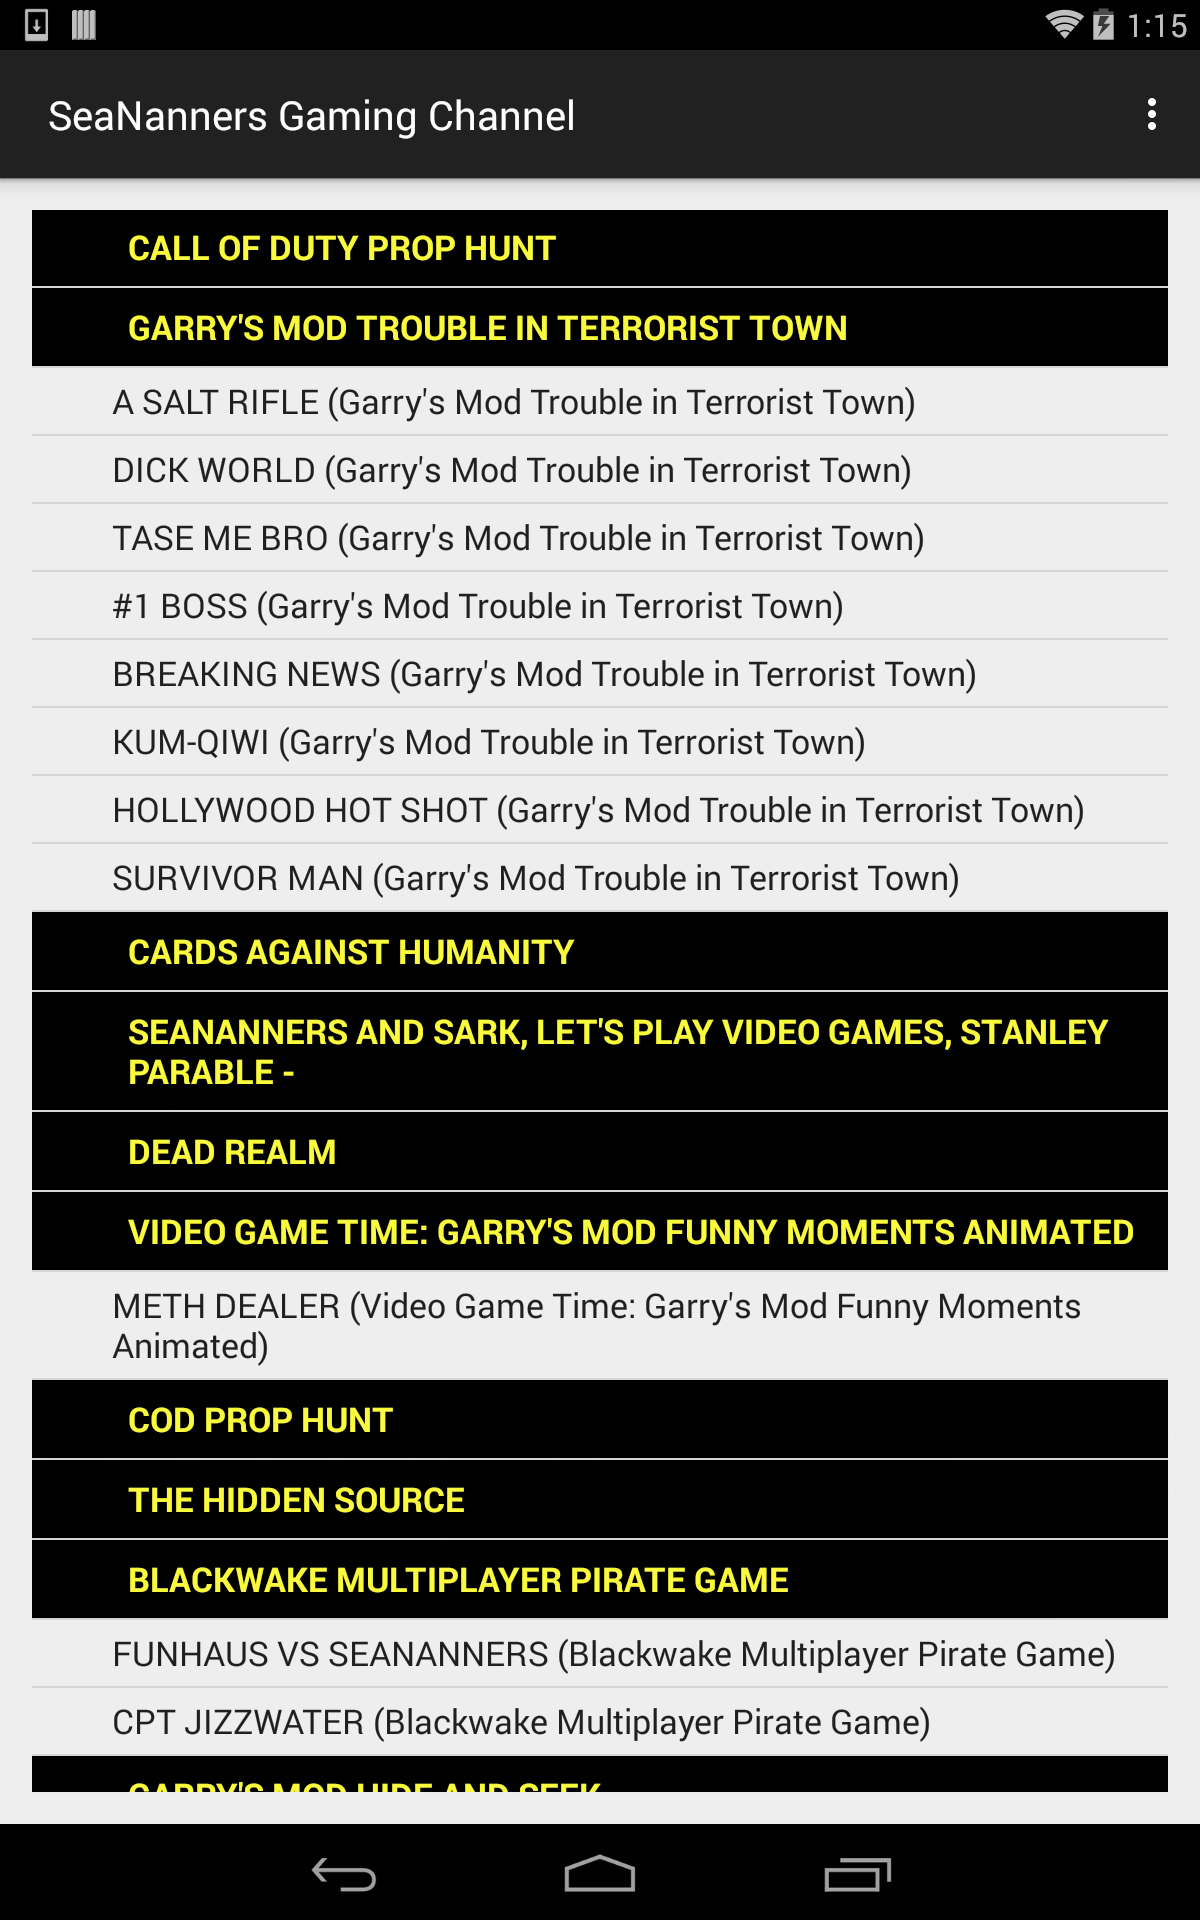 1:15
SeaNanners Gaming Channel
CALL OF DUTY PROP HUNT
GARRY'S MOD TROUBLE IN TERRORIST TOWN
A SALT RIFLE (Garry's Mod Trouble in Terrorist Town)
DICK WORLD (Garry's Mod Trouble in Terrorist Town)
TASE ME BRO (Garry's Mod Trouble in Terrorist Town)
#1 BOSS (Garry's Mod Trouble in Terrorist Town)
BREAKING NEWS (Garry's Mod Trouble in Terrorist Town)
KUM-QIWI (Garry's Mod Trouble in Terrorist Town)
HOLLYWOOD HOT SHOT (Garry's Mod Trouble in Terrorist Town)
SURVIVOR MAN (Garry's Mod Trouble in Terrorist Town)
CARDS AGAINST HUMANITY
SEANANNERS AND SARK, LET'S PLAY VIDEO GAMES, STANLEY
PARABLE -
DEAD REALM
VIDEO GAME TIME: GARRY'S MOD FUNNY MOMENTS ANIMATED
METH DEALER (Video Game Time: Garry's Mod Funny Moments
Animated)
COD PROP HUNT
THE HIDDEN SOURCE
BLACKWAKE MULTIPLAYER PIRATE GAME
FUNHAUS VS SEANANNERS (Blackwake Multiplayer Pirate Game)
CPT JIZZWATER (Blackwake Multiplayer Pirate Game)
GARRY'S MOD HIDE AND SEEK